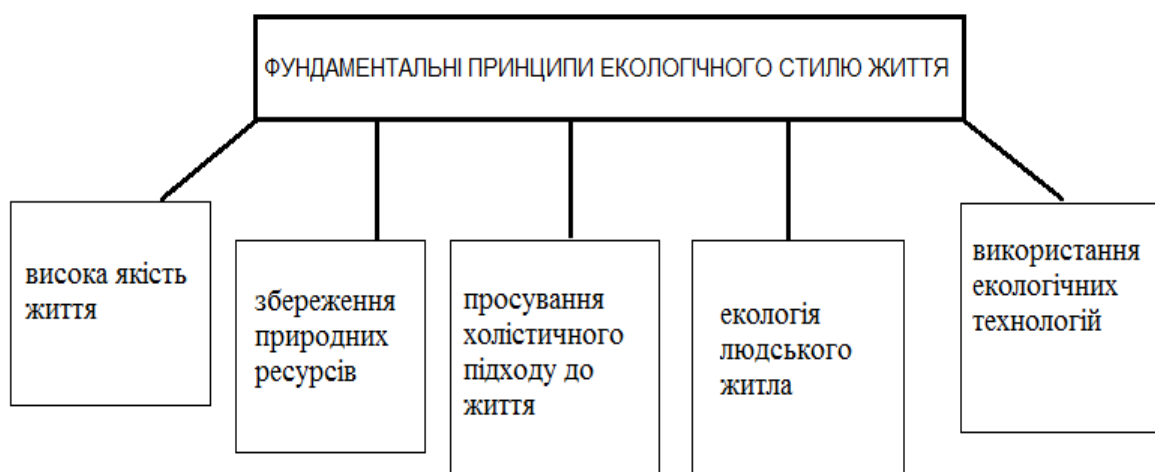 ФУНДАМЕНТАЛЬНІ ПРИНЦИПИ ЕКОЛОГІЧНОГО СТИЛЮ ЖИТТЯ
висока якість
життя
збереження
природних
ресурсів
просування
холістичного
підходу до
життя
екологія
людського
житла
використання
екологічних
технологій